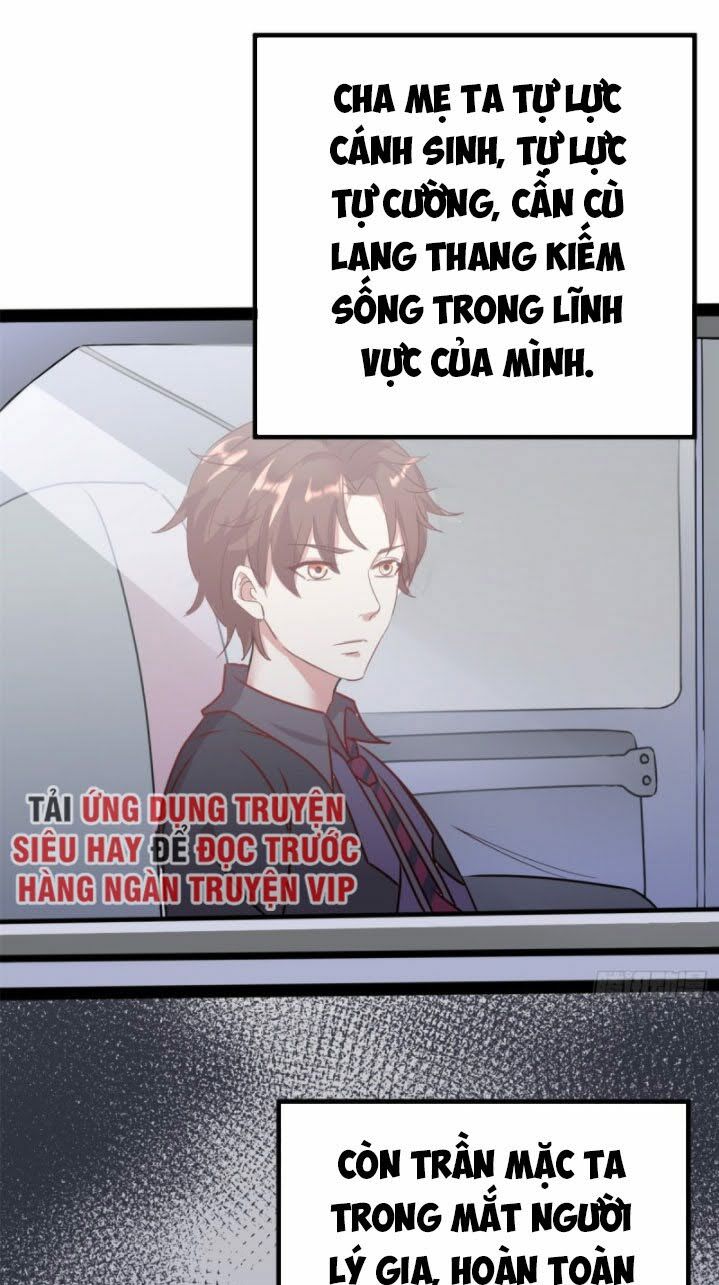 CHA MẸ TA TỰ LỰC
CÁNH SINH, TỰ LỰC
TỰ CƯỜNG, CẦN CÙ
LANG THANG KIẾM
SỐNG TRONG LĨNH
VỰC CỦA MÌNH.
TẢI ỨNG DỤNG TRUYỆN
SIÊU HAY ĐỂ ĐỌC TRƯỚC
HÀNG NGÀN TRUYỆN VIP
CÒN TRẦN MẶC TA
TRONG MẮT NGƯỜI
LÝ GIA, HOÀN TOÀN